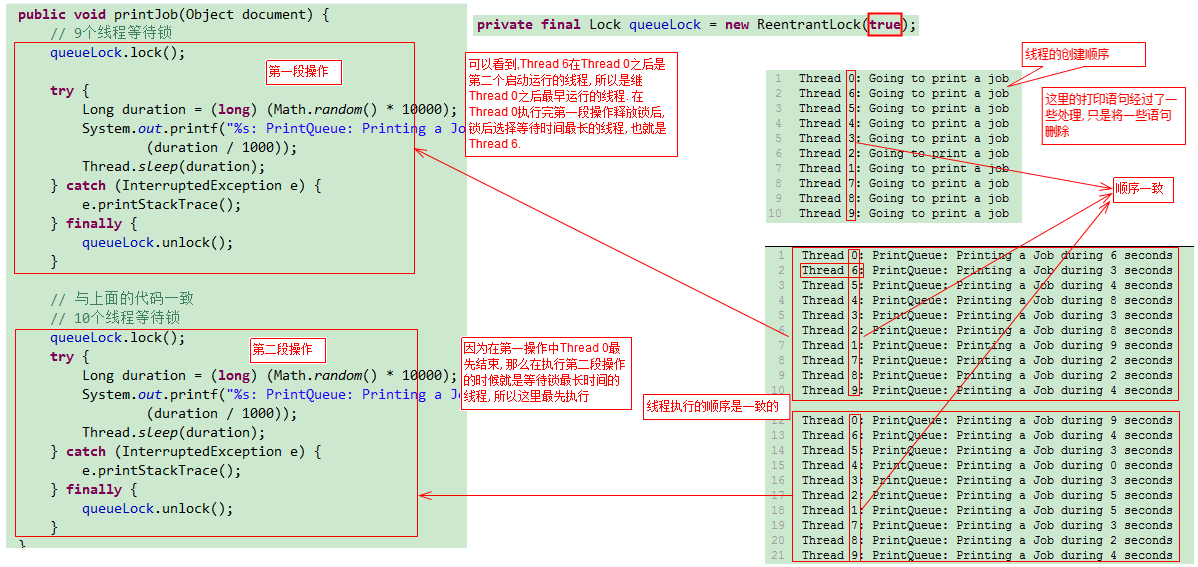 public void printJob(Object document) {
// 9个线程等待锁
queueLock.lock();
第一段操作
try {
Long duration = (long) (Math.random() * 10000);
System.out.printf("%s: PrintQueue: Printing a Jo
(duration / 1000));
Thread.sleep(duration);
} catch (InterruptedException e) {
e.printStackTrace();
} finally {
queueLock.unlock();
}
// 与上面的代码一致
// 10个线程等待锁
queueLock.lock();
第二段操作
try {
Long duration = (long) (Math.random() * 10000);
System.out.printf("%s: PrintQueue: Printing a Jo
(duration / 1000));
Thread.sleep(duration);
} catch (InterruptedException e) {
e.printStackTrace();
} finally {
queueLock.unlock();
}
}
private final Lock queueLock = new ReentrantLock(true);
可以看到,Thread 6在Thread 0之后是
第二个启动运行的线程, 所以是继
Thread 0之后最早运行的线程. 在
Thread 0执行完第一段操作释放锁后,
锁后选择等待时间最长的线程, 也就是
Thread 6.
因为在第一操作中Thread 0最
先结束, 那么在执行第二段操作
的时候就是等待锁最长时间的
线程, 所以这里最先执行
线程的创建顺序
这里的打印语句经过了一
些处理, 只是将一些语句
删除
1 Thread 0: Going to print a job
2 Thread 6: Going to print a job
3 Thread 5: Going to print a job
4 Thread 4: Going to print a job
5 Thread 3: Going to print a job
6 Thread 2: Going to print a job
7 Thread 1: Going to print a job
8 Thread 7: Going to print a job
9 Thread 8: Going to print a job
10 Thread 9: Going to print a job
顺序一致
1 Thread 0: PrintQueue: Printing a Job during 6 seconds
2 Thread 6: PrintQueue: Printing a Job during 3 seconds
3 Thread 5: PrintQueue: Printing a Job during 4 seconds
4 Thread 4: PrintQueue: Printing a Job during 8 seconds
5 Thread 3: PrintQueue: Printing a Job during 3 seconds
6 Thread 2: PrintQueue: Printing a Job during 8 seconds
7 Thread 1: PrintQueue: Printing a Job during 9 seconds
8 Thread 7: PrintQueue: Printing a Job during 2 seconds
9 Thread 8: PrintQueue: Printing a Job during 2 seconds
10 Thread 9: PrintQueue: Printing a Job during 4 seconds
线程执行的顺序是一致的
12 Thread 0: PrintQueue: Printing a Job during 9 seconds
13 Thread 6: PrintQueue: Printing a Job during 4 seconds
14 Thread 5: PrintQueue: Printing a Job during 3 seconds
15 Thread 4: PrintQueue: Printing a Job during 0 seconds
16 Thread 3: PrintQueue: Printing a Job during 3 seconds
17 Thread 2: PrintQueue: Printing a Job during 5 seconds
18 Thread 1: PrintQueue: Printing a Job during 5 seconds
19 Thread 7: PrintQueue: Printing a Job during 3 seconds
20 Thread 8: PrintQueue: Printing a Job during 2 seconds
21 Thread 9: PrintQueue: Printing a Job during 4 seconds